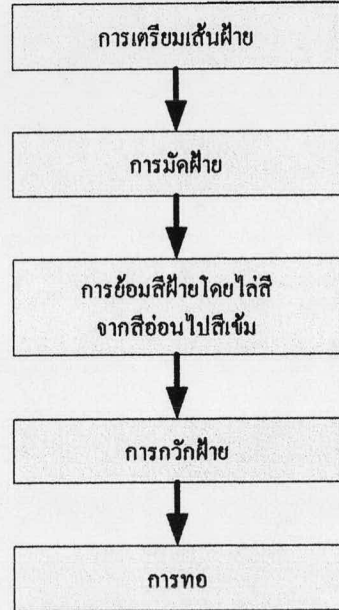 การเตรียมเส้นฝ้าย
การมัดฝ้าย
การย้อมสีฝ้ายโดยไล่สี
จากสีอ่อนไปสีเข้ม
การกวักฝ้าย
การทอ